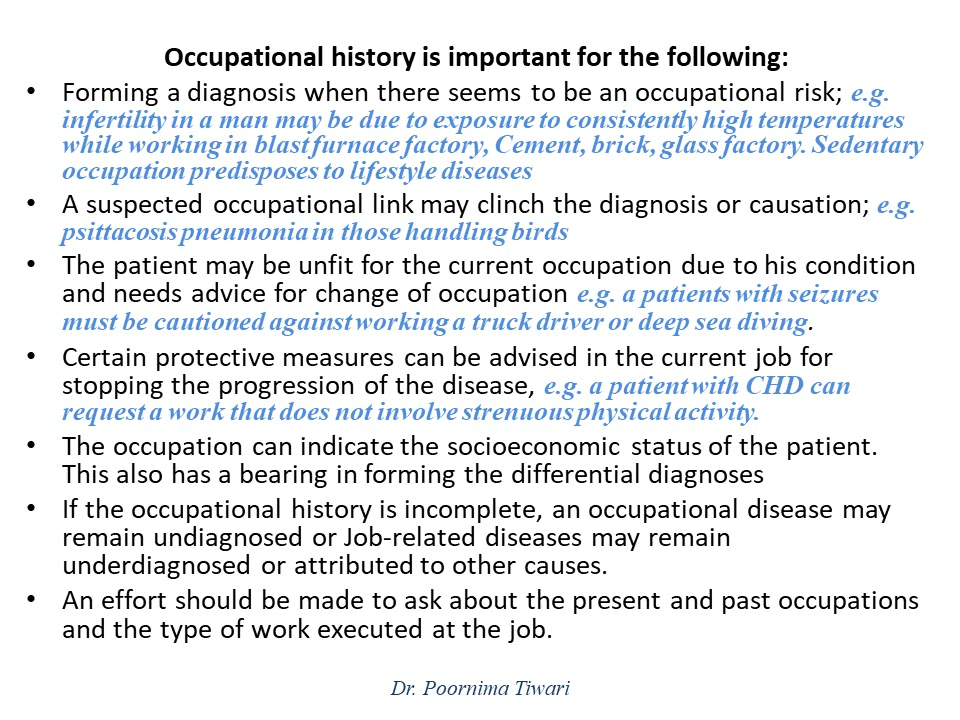 Occupational history is important for the following:
• Forming a diagnosis when there seems to be an occupational risk; e.g.
infertility in a man may be due to exposure to consistently high temperatures
while working in blast furnace factory, Cement, brick, glass factory. Sedentary
occupation predisposes to lifestyle diseases
• A suspected occupational link may clinch the diagnosis or causation; e.g.
psittacosis pneumonia in those handling birds
• The patient may be unfit for the current occupation due to his condition
and needs advice for change of occupation e.g. a patients with seizures
must be cautioned against working a truck driver or deep sea diving.
• Certain protective measures can be advised in the current job for
stopping the progression of the disease, e.g. a patient with CHD can
request a work that does not involve strenuous physical activity.
• The occupation can indicate the socioeconomic status of the patient.
This also has a bearing in forming the differential diagnoses
• If the occupational history is incomplete, an occupational disease may
remain undiagnosed or Job-related diseases may remain
underdiagnosed or attributed to other causes.
• An effort should be made to ask about the present and past occupations
and the type of work executed at the job.
Dr. Poornima Tiwari